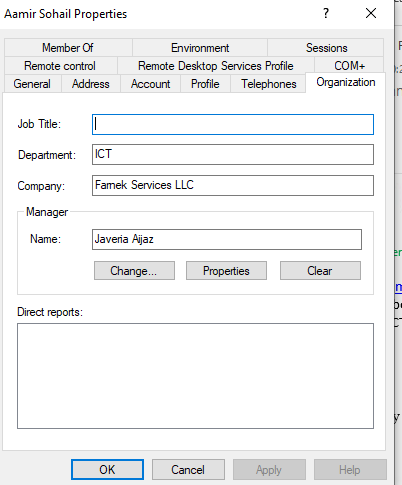 Aamir Sohail Properties ? X
Member Of Environment Sessions
Remote control Remote Desktop Services Profile COM+
General Address Account Profile Telephones Organization
Job Title:
Department: ICT
Company: Farnek Services LLC
Manager
Name: Javeria Aijaz
Change... Properties Clear
Direct reports:
OK Cancel Apply Help